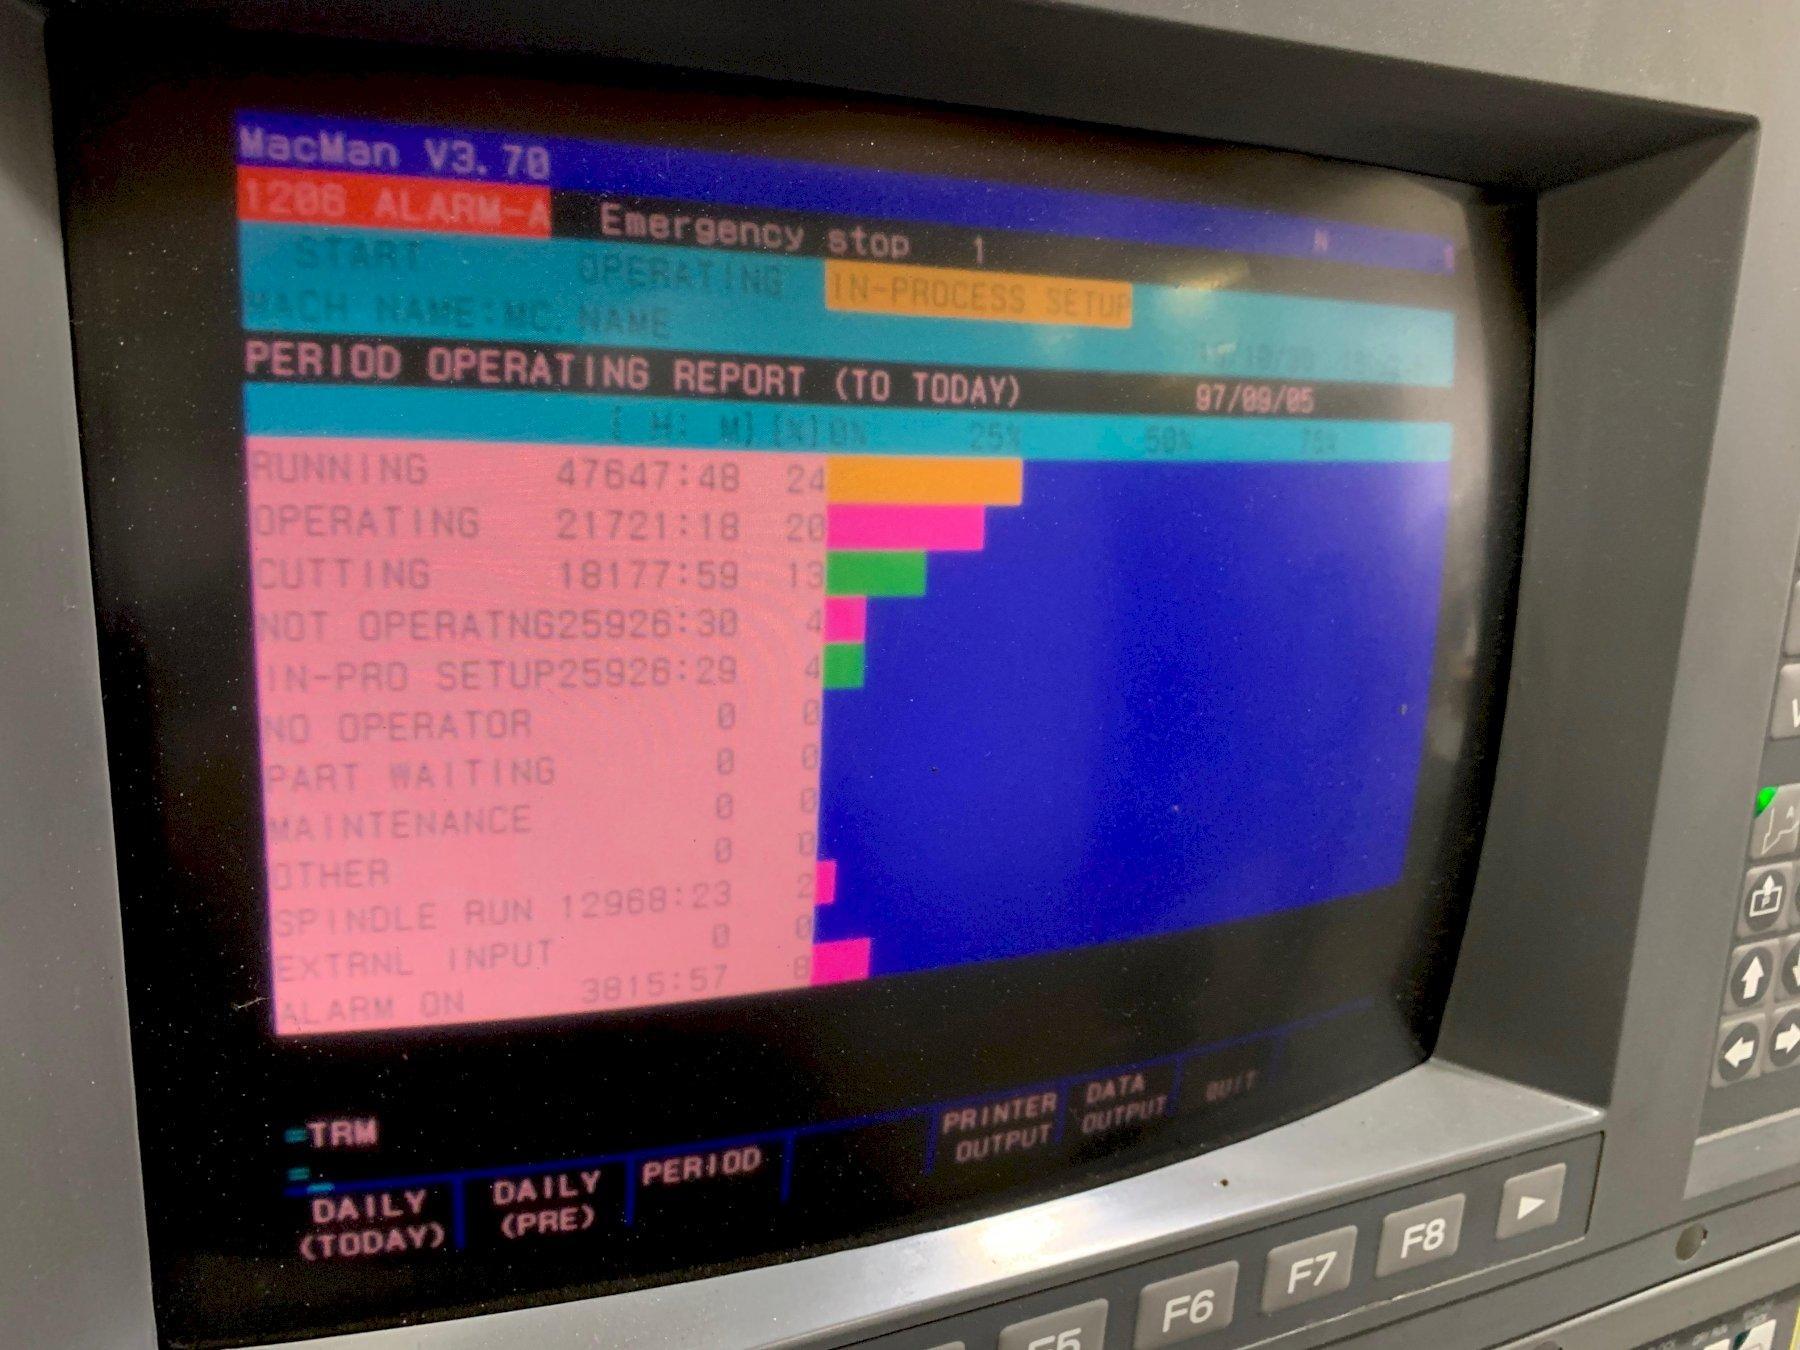 MacMan V3.70
N 1
1206 ALARM-A Emergency stop 1
START OPERATING IN-PROCESS SETUP
MACH NAME:MC. NAME
PERIOD OPERATING REPORT (TO TODAY) 97/09/05
[ H: M] [%] 0% 25% 50% 75%
RUNNING 47647:48 24
OPERATING 21721:18 20
CUTTING 18177:59 13
NOT OPERATNG25926:30 4
IN-PRO SETUP25926:29 4
NO OPERATOR 0 0
PART WAITING 0 0
MAINTENANCE 0 0
OTHER 0 0
SPINDLE RUN 12968:23 2
EXTRNL INPUT 0 0
ALARM ON 3815:57 8
=TRM
=_
DAILY (TODAY)
DAILY (PRE)
PERIOD
PRINTER OUTPUT
DATA OUTPUT
QUIT
F5
F6
F7
F8